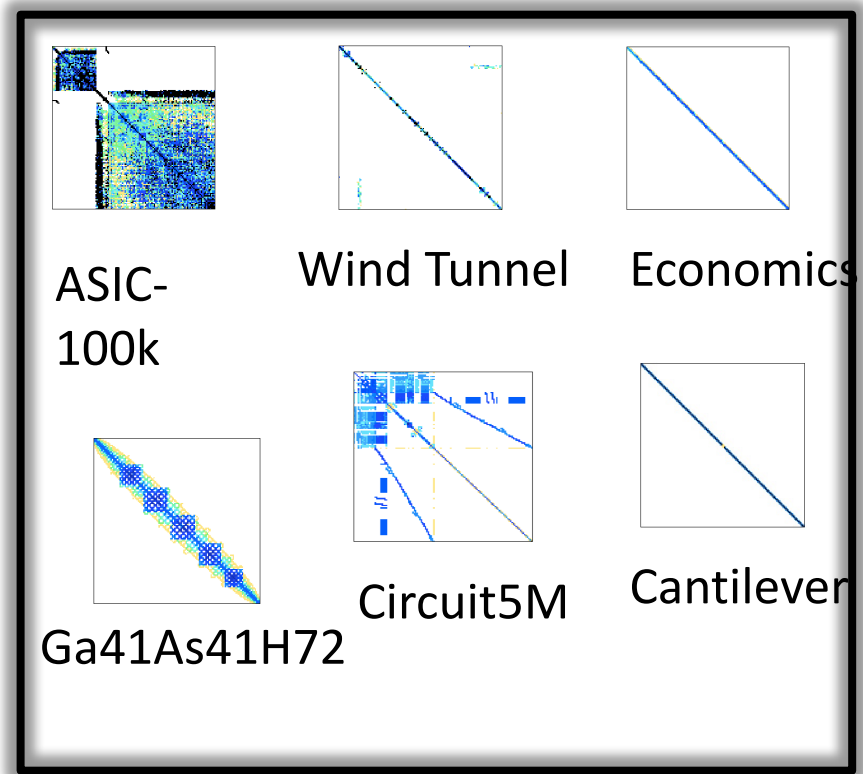 ASIC-
100k
Wind Tunnel
Economics
Ga41As41H72
Circuit5M
Cantilever